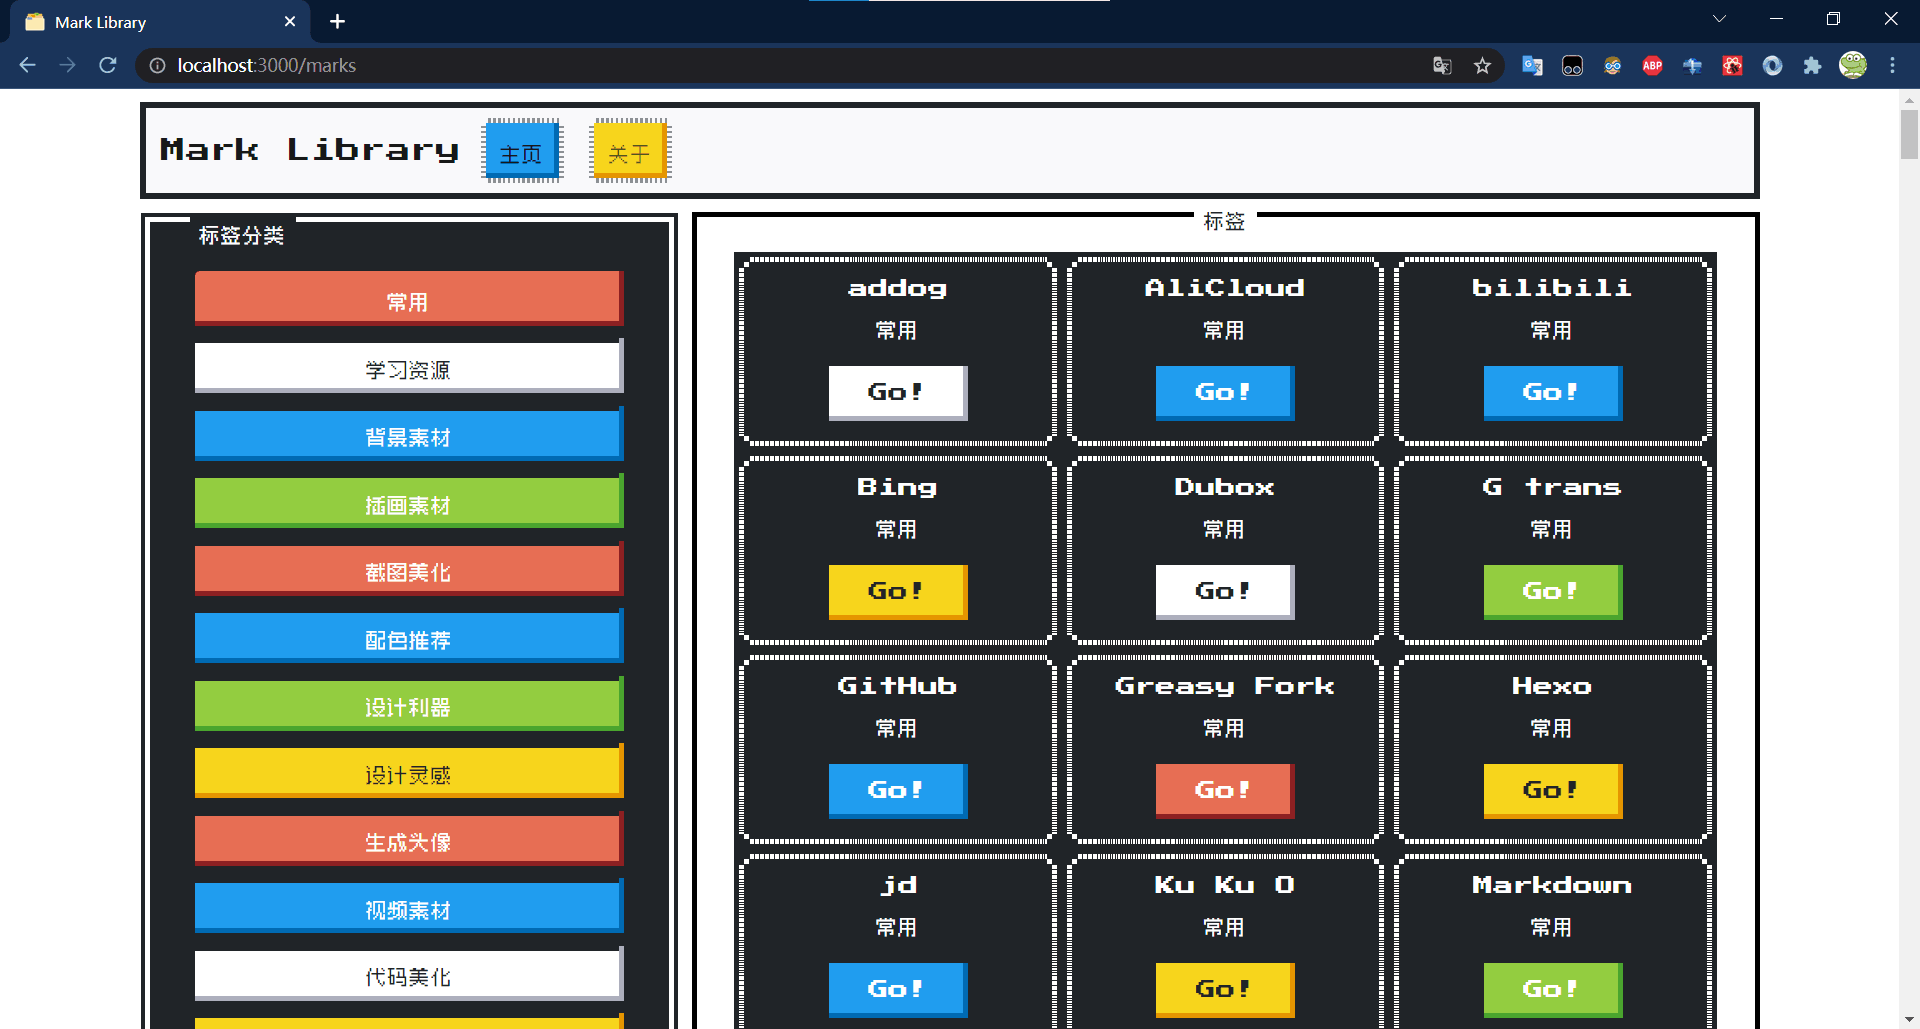 Mark Library
localhost:3000/marks
ABP
Mark Library
主页
关于
标签分类
常用
学习资源
背景素材
插画素材
截图美化
配色推荐
设计利器
设计灵感
生成头像
视频素材
代码美化
标签
addog
常用
Go!
AliCloud
常用
Go!
bilibili
常用
Go!
Bing
常用
Go!
Dubox
常用
Go!
G trans
常用
Go!
GitHub
常用
Go!
Greasy Fork
常用
Go!
Hexo
常用
Go!
jd
常用
Go!
Ku Ku O
常用
Go!
Markdown
常用
Go!